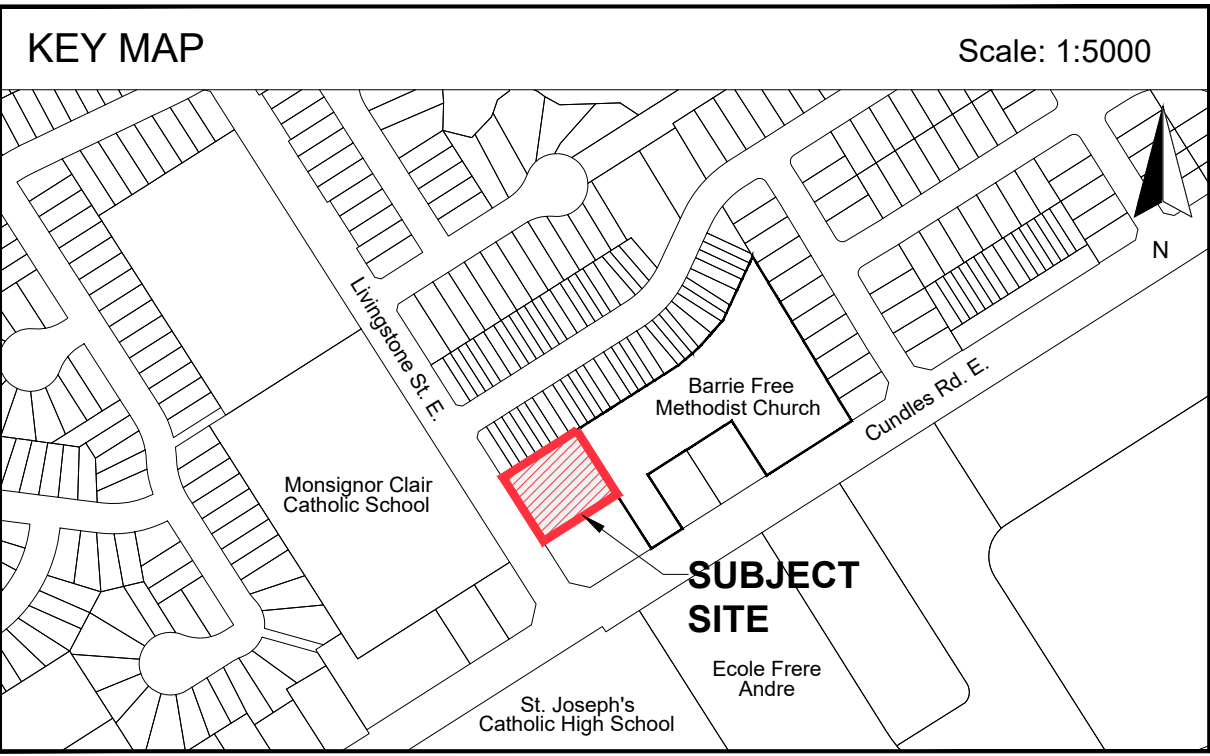 KEY MAP
Scale: 1:5000
N
Livingstone St. E.
Barrie Free
Methodist Church
Cundles Rd. E.
Monsignor Clair
Catholic School
SUBJECT
SITE
Ecole Frere
Andre
St. Joseph's
Catholic High School